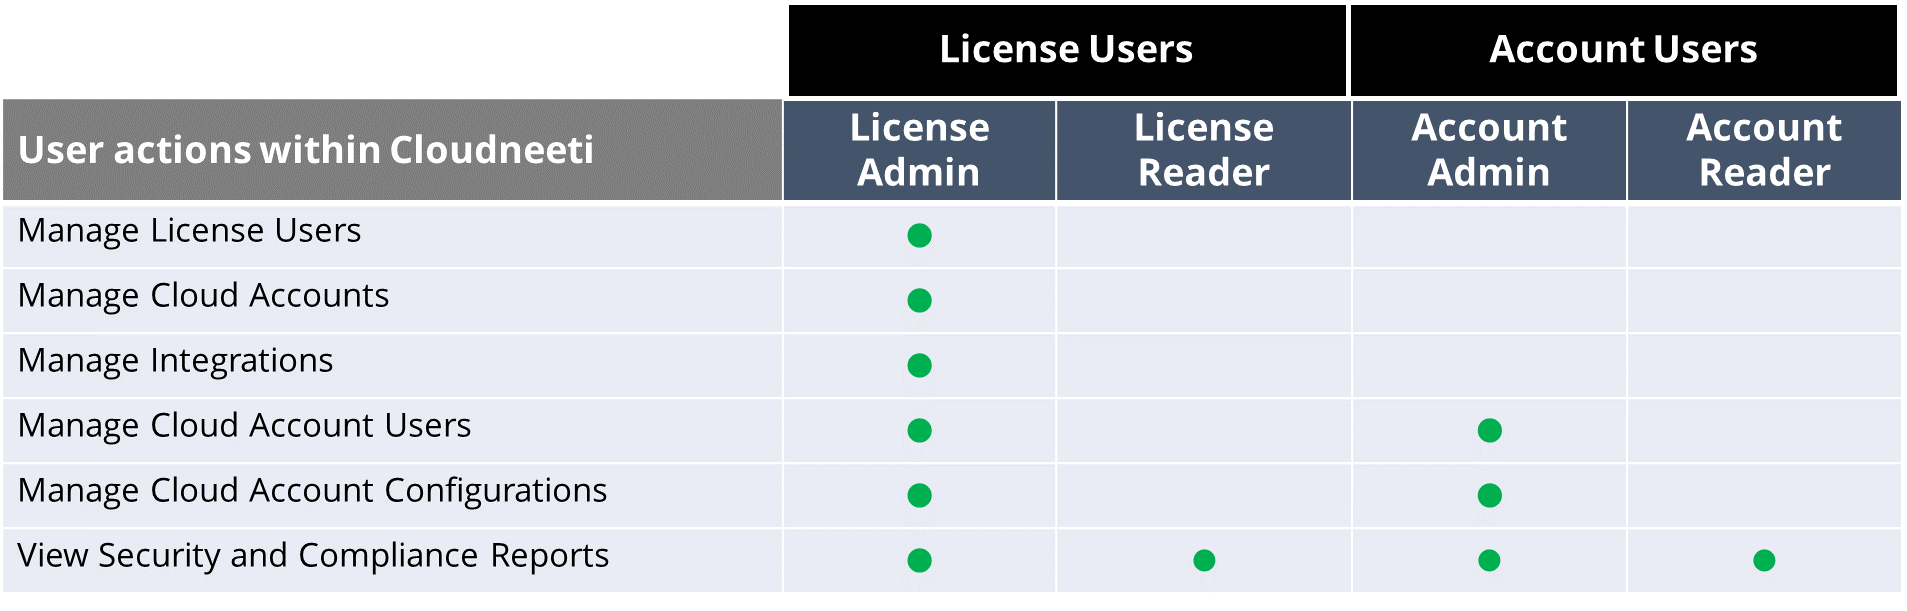 License Users
Account Users
User actions within Cloudneeti
License
Admin
License
Reader
Account
Admin
Account
Reader
Manage License Users
Manage Cloud Accounts
Manage Integrations
Manage Cloud Account Users
Manage Cloud Account Configurations
View Security and Compliance Reports